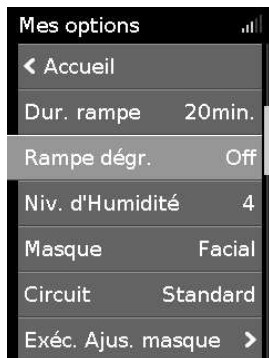 Mes options
Accueil
Dur. rampe 20min.
Rampe dégr. Off
Niv. d'Humidité 4
Masque Facial
Circuit Standard
Exéc. Ajus. masque